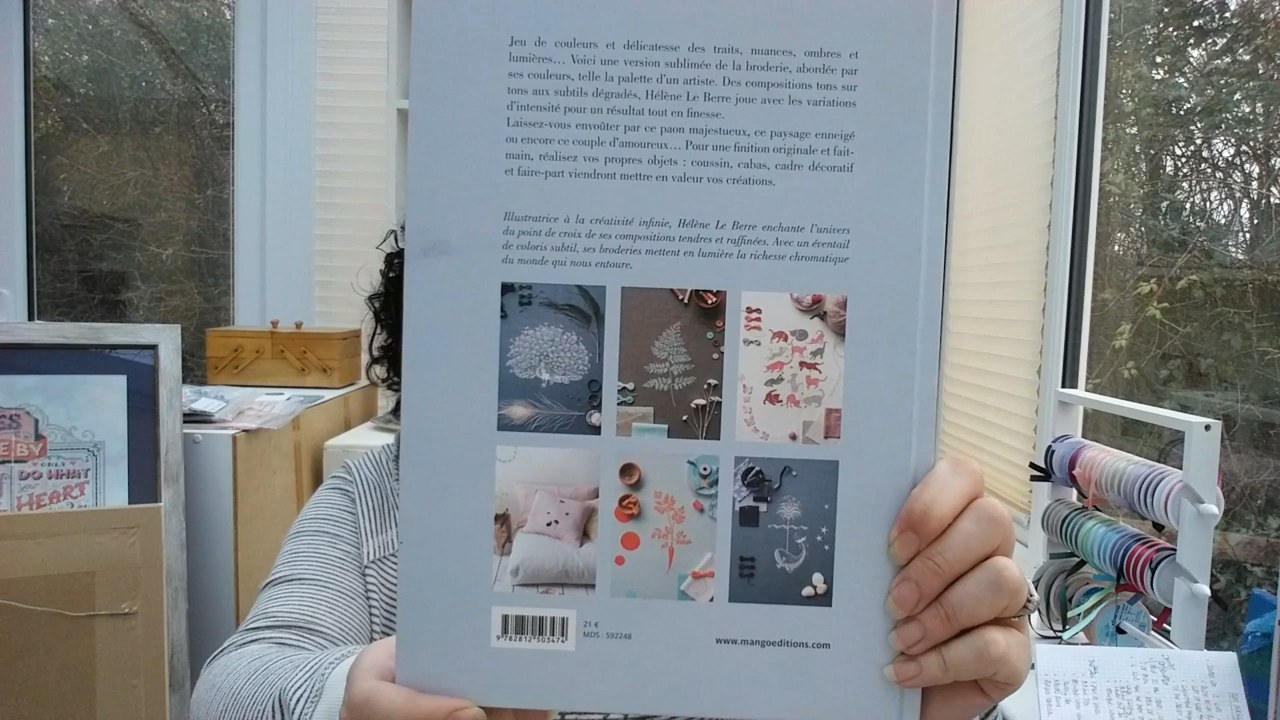 Jeu de couleurs et délicatesse des traits, nuances, ombres et
lumières... Voici une version sublimée de la broderie, abordée par
ses couleurs, telle la palette d'un artiste. Des compositions tons sur
tons aux subtils dégradés, Hélène Le Berre joue avec les variations
d'intensité pour un résultat tout en finesse.
Laissez-vous envoûter par ce paon majestueux, ce paysage enneigé
ou encore ce couple d'amoureux... Pour une finition originale et fait-
main, réalisez vos propres objets : coussin, cabas, cadre décoratif
et faire-part viendront mettre en valeur vos créations.
Illustratrice à la créativité infinie, Hélène Le Berre enchante l'univers
du point de croix de ses compositions tendres et raffinées. Avec un éventail
de coloris subtil, ses broderies mettent en lumière la richesse chromatique
du monde qui nous entoure.
9 782812 503474
21 €
MDS : 592248
www.mangoeditions.com
E BY
ONLY
DO WHAT
HEART